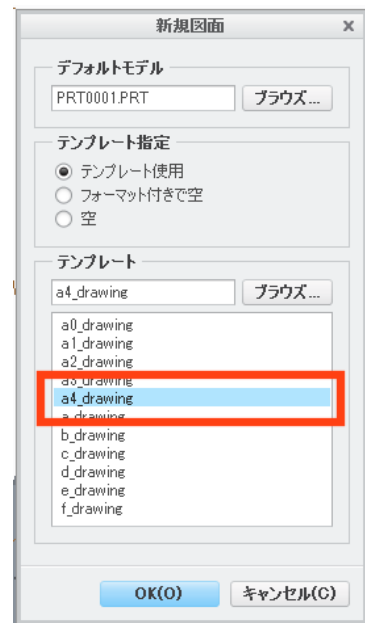 新規図面
デフォルトモデル
PRT0001.PRT ブラウズ...
テンプレート指定
テンプレート使用
フォーマット付きで空
空
テンプレート
a4_drawing ブラウズ...
a0_drawing
a1_drawing
a2_drawing
a3_drawing
a4_drawing
a_drawing
b_drawing
c_drawing
d_drawing
e_drawing
f_drawing
OK(O) キャンセル(C)